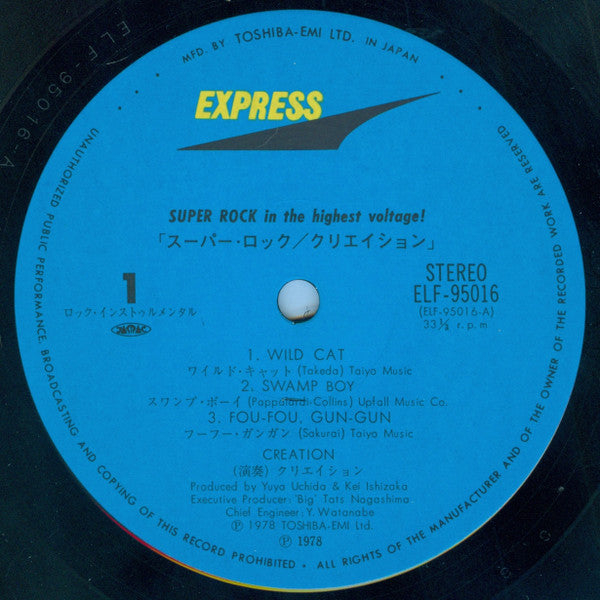 MFD. BY TOSHIBA-EMI LTD. IN JAPAN
EXPRESS
SUPER ROCK in the highest voltage!
「スーパー・ロック／クリエイション」
1
ロック・インストゥルメンタル
STEREO
ELF-95016
(ELF-95016-A)
33⅓ r.p.m
1. WILD CAT
ワイルド・キャット (Takeda) Taiyo Music
2. SWAMP BOY
スワンプ・ボーイ (Pappalardi-Collins) Upfall Music Co.
3. FOU-FOU, GUN-GUN
フーフー・ガンガン (Sakurai) Taiyo Music
CREATION
(演奏) クリエイション
Produced by Yuya Uchida & Kei Ishizaka
Executive Producer: 'Big' Tats Nagashima
Chief Engineer: Y. Watanabe
Ⓟ 1978 TOSHIBA-EMI Ltd.
Ⓟ 1978
UNAUTHORIZED PUBLIC PERFORMANCE, BROADCASTING AND COPYING OF THIS RECORD PROHIBITED • ALL RIGHTS OF THE MANUFACTURER AND OF THE OWNER OF THE RECORDED WORK ARE RESERVED
ELF-95016-A